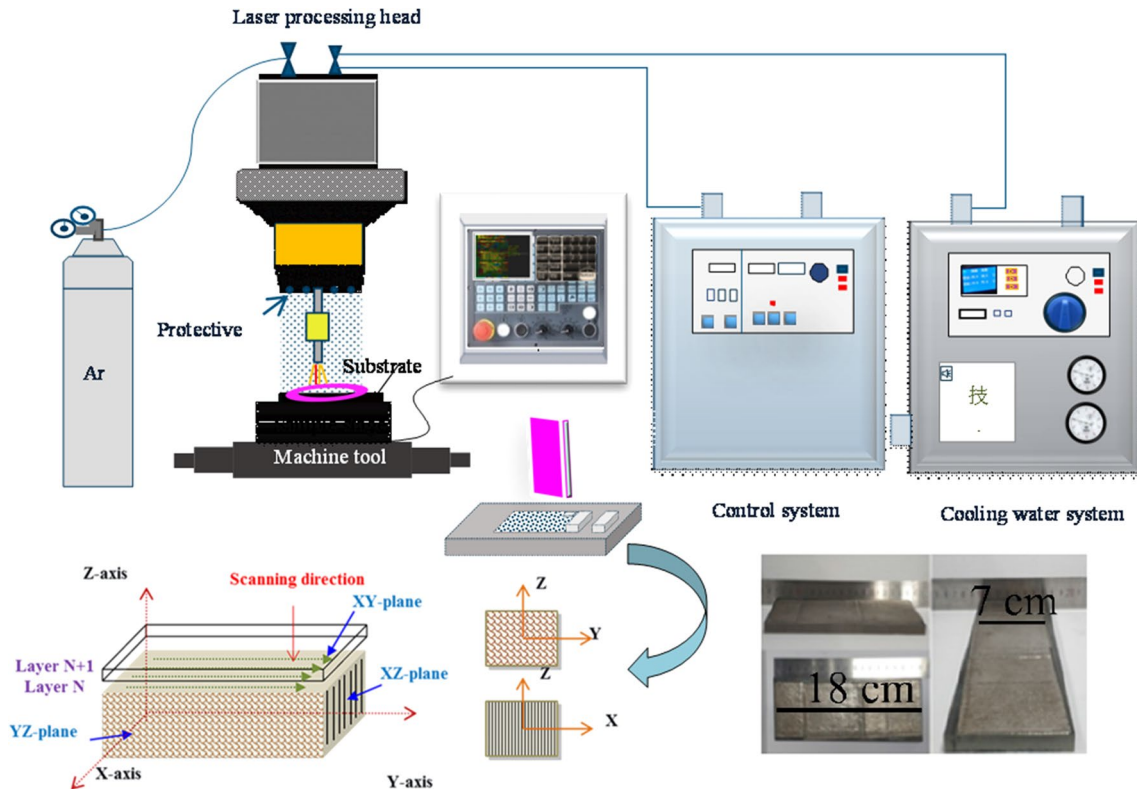 Laser processing head
Protective
Substrate
Ar
Machine tool
技
Control system
Cooling water system
Z-axis
Scanning direction
XY-plane
Layer N+1
Layer N
XZ-plane
YZ-plane
X-axis
Y-axis
Z
Y
Z
X
7 cm
18 cm